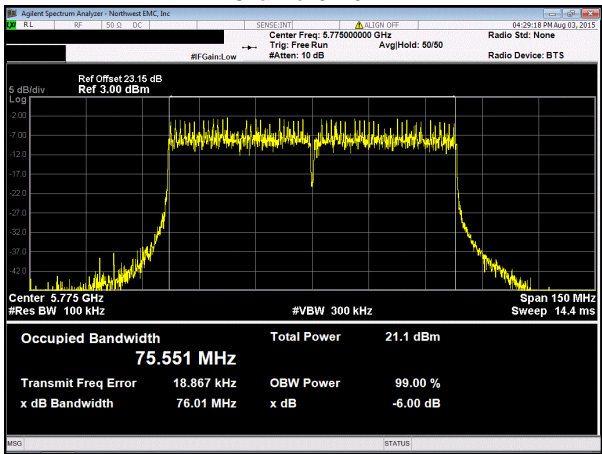 Agilent Spectrum Analyzer - Northwest EMC, Inc
RL RF 50 Ω DC SENSE:INT ALIGN OFF 04:29:18 PM Aug 03, 2015
Center Freq: 5.775000000 GHz Radio Std: None
Trig: Free Run Avg|Hold: 50/50
#IFGain:Low #Atten: 10 dB Radio Device: BTS
Ref Offset 23.15 dB
5 dB/div Ref 3.00 dBm
Log
-2.00
-7.00
-12.0
-17.0
-22.0
-27.0
-32.0
-37.0
-42.0
Center 5.775 GHz Span 150 MHz
#Res BW 100 kHz #VBW 300 kHz Sweep 14.4 ms
Occupied Bandwidth Total Power 21.1 dBm
75.551 MHz
Transmit Freq Error 18.867 kHz OBW Power 99.00 %
x dB Bandwidth 76.01 MHz x dB -6.00 dB
MSG STATUS